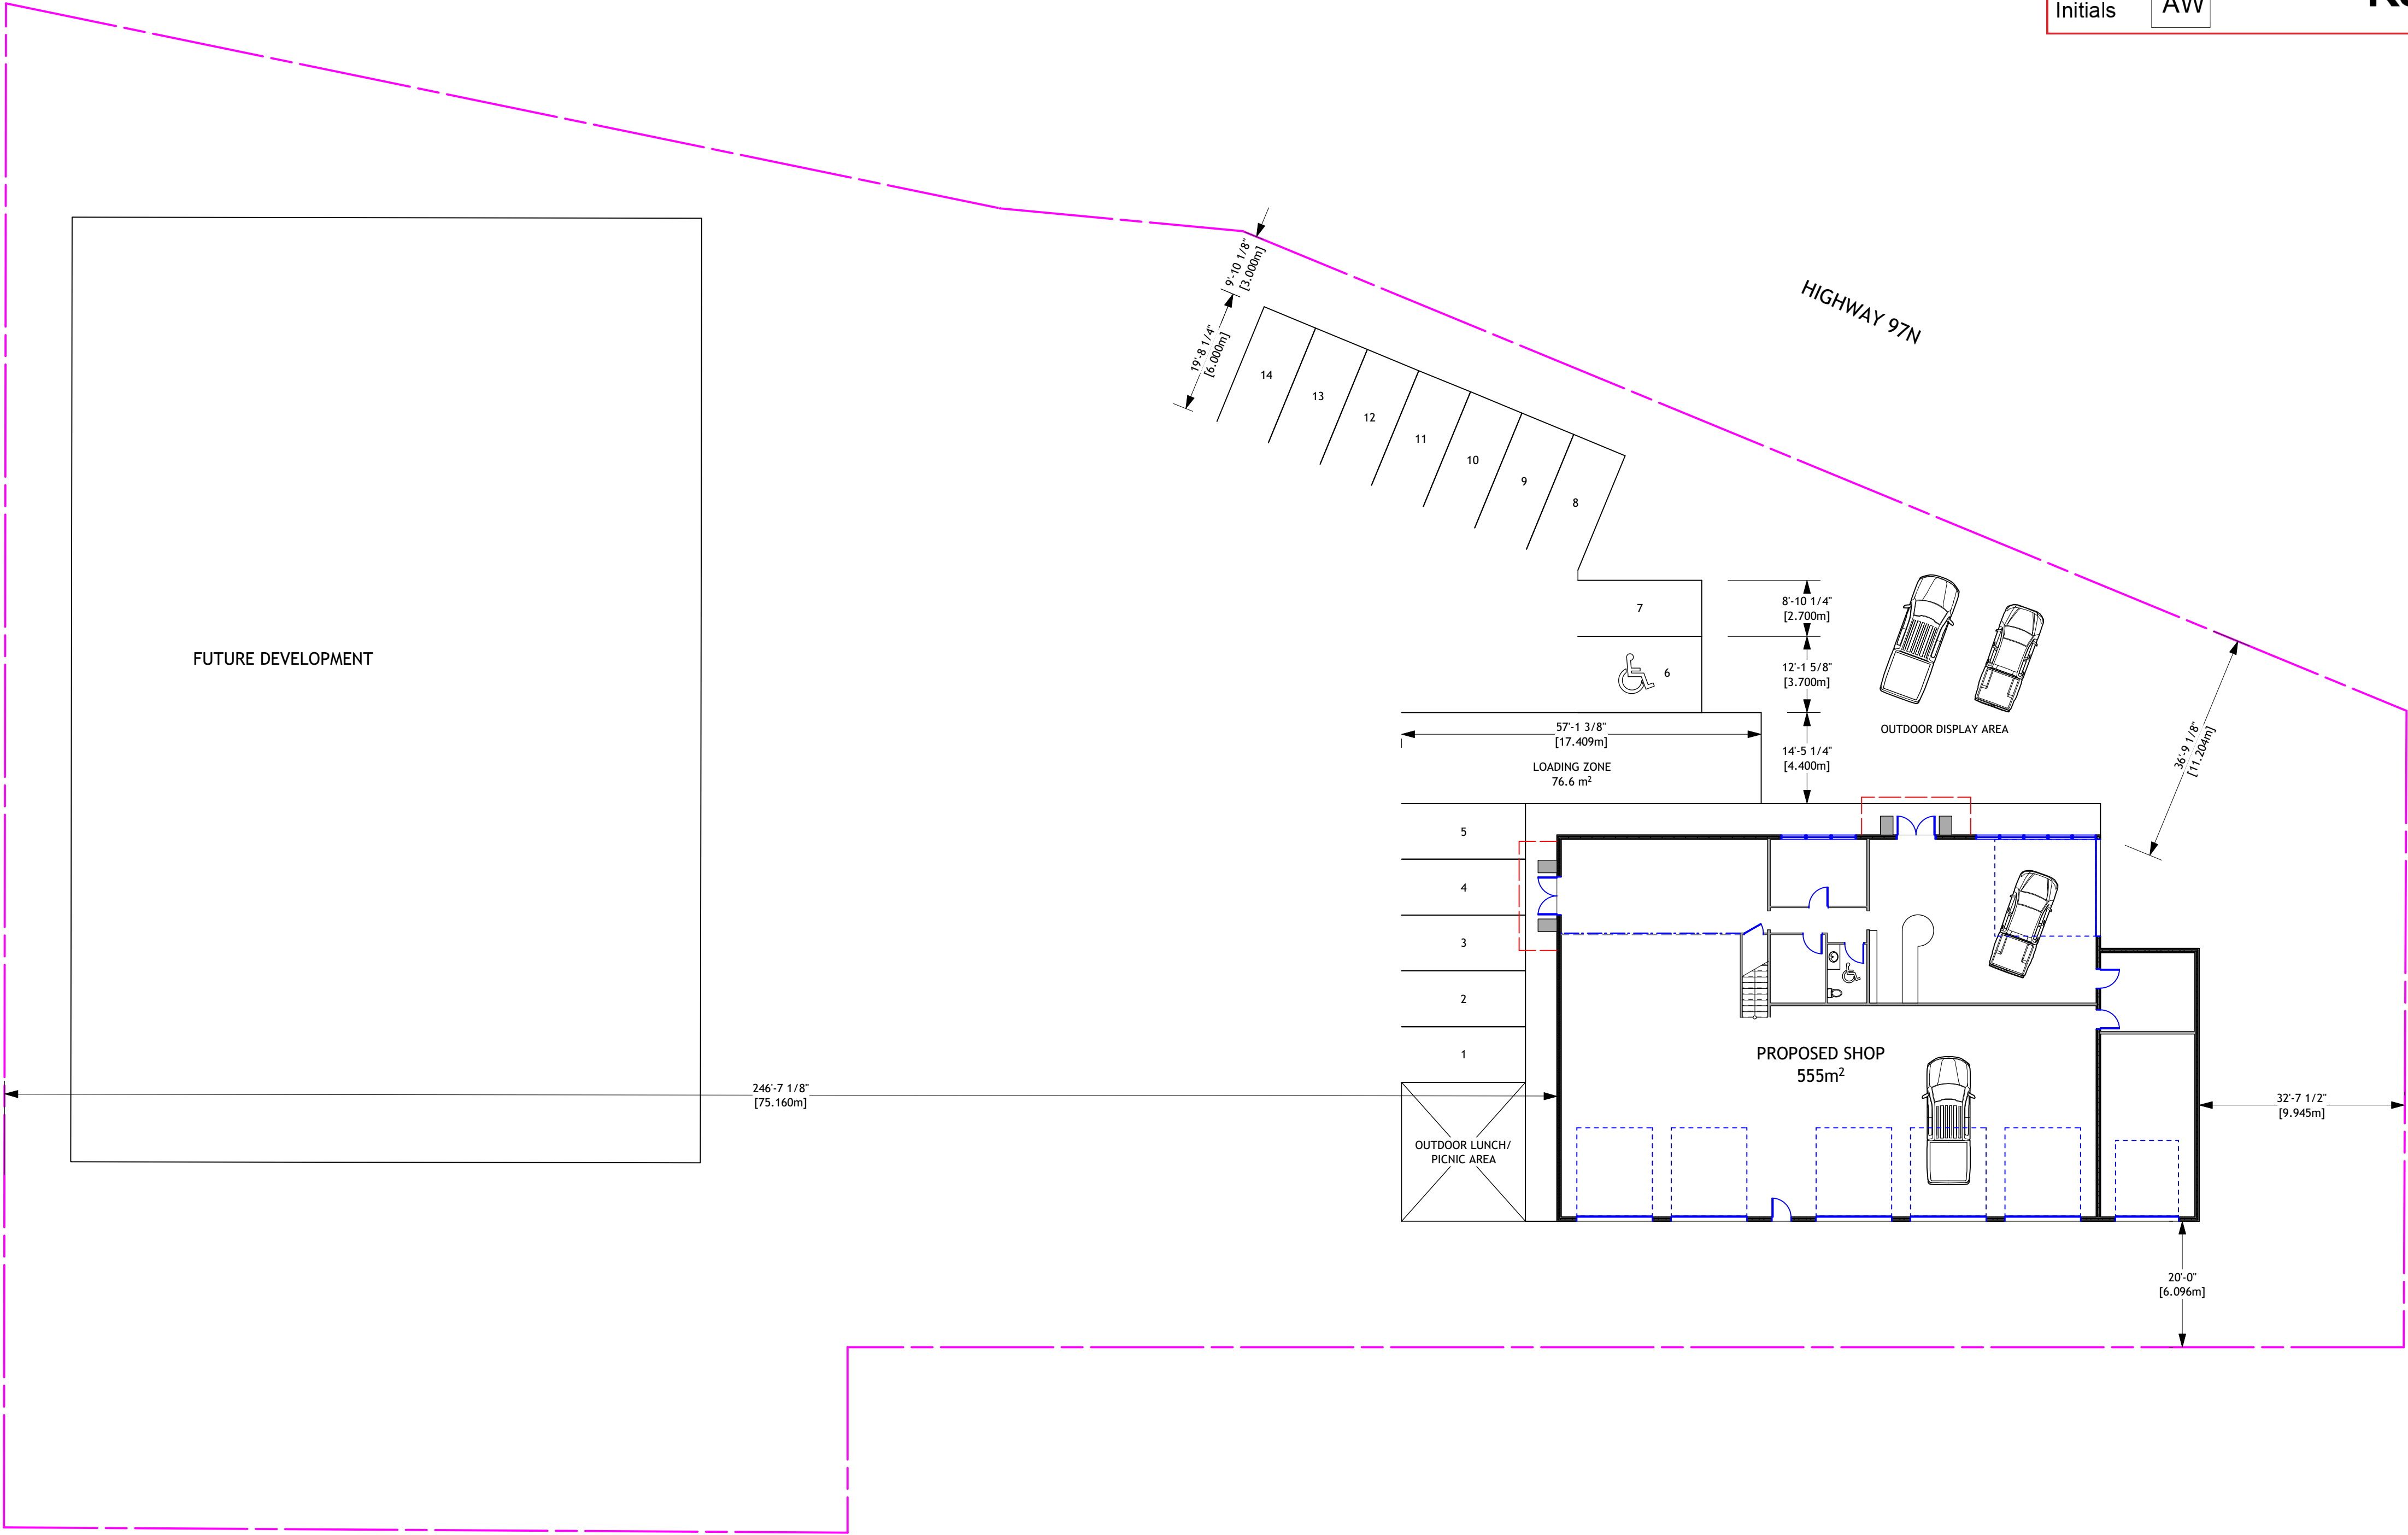 Initials
AW
HIGHWAY 97N
9'-10 1/8"
[3.000m]
19'-8 1/4"
[6.000m]
14
13
12
11
10
9
8
7
6
8'-10 1/4"
[2.700m]
12'-1 5/8"
[3.700m]
14'-5 1/4"
[4.400m]
FUTURE DEVELOPMENT
OUTDOOR DISPLAY AREA
36'-9 1/8"
[11.204m]
57'-1 3/8"
[17.409m]
LOADING ZONE
76.6 m²
5
4
3
2
1
PROPOSED SHOP
555m²
246'-7 1/8"
[75.160m]
32'-7 1/2"
[9.945m]
OUTDOOR LUNCH/
PICNIC AREA
20'-0"
[6.096m]